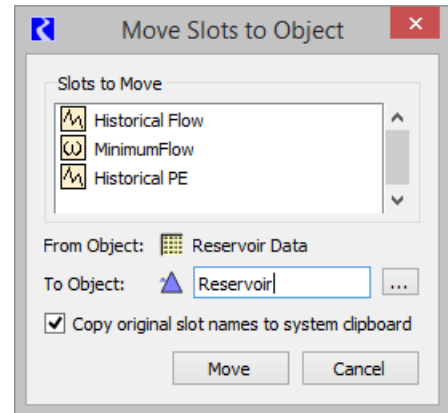 Move Slots to Object
Slots to Move
Historical Flow
MinimumFlow
Historical PE
From Object: Reservoir Data
To Object: Reservoir ...
Copy original slot names to system clipboard
Move Cancel